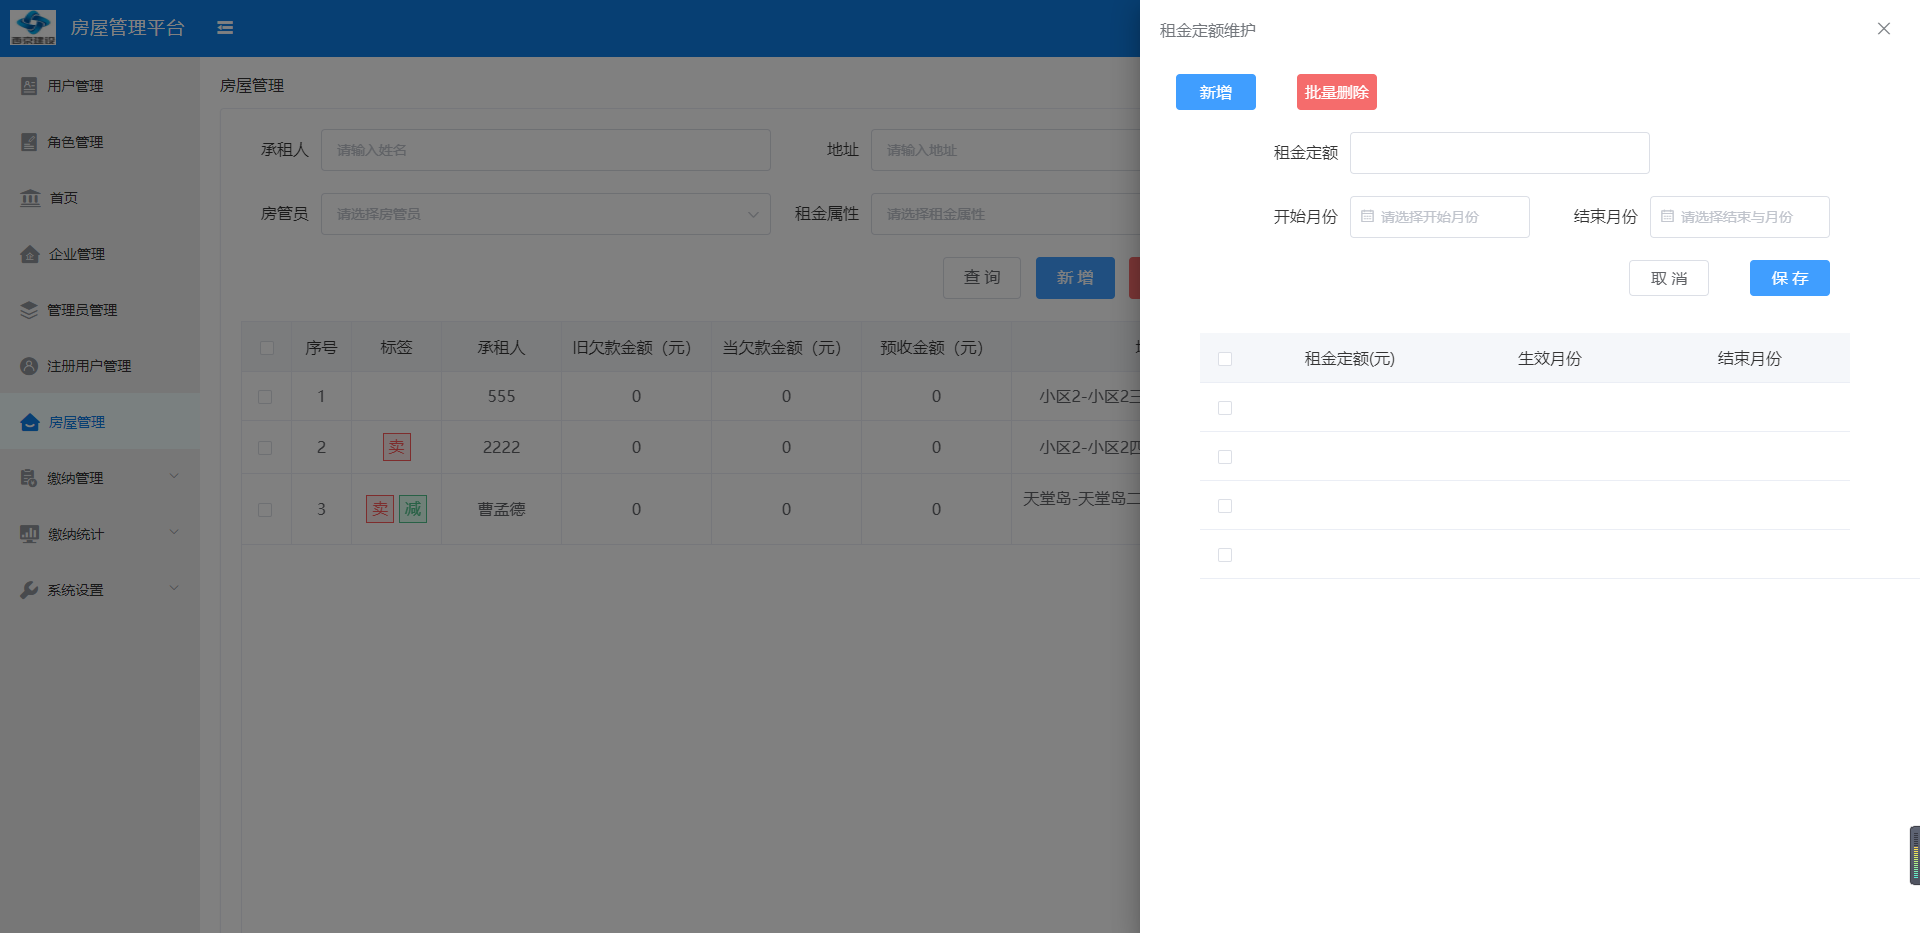 房屋管理平台
租金定额维护
用户管理
角色管理
首页
企业管理
管理员管理
注册用户管理
房屋管理
缴纳管理
缴纳统计
系统设置
房屋管理
承租人 请输入姓名 地址 请输入地址
房管员 请选择房管员 租金属性 请选择租金属性
查 询 新 增
序号 标签 承租人 旧欠款金额（元） 当欠款金额（元） 预收金额（元）
1 555 0 0 0 小区2-小区2三
2 卖 2222 0 0 0 小区2-小区2四
3 卖 减 曹孟德 0 0 0 天堂岛-天堂岛二
新增 批量删除
租金定额
开始月份 请选择开始月份 结束月份 请选择结束与月份
取 消 保 存
租金定额(元) 生效月份 结束月份